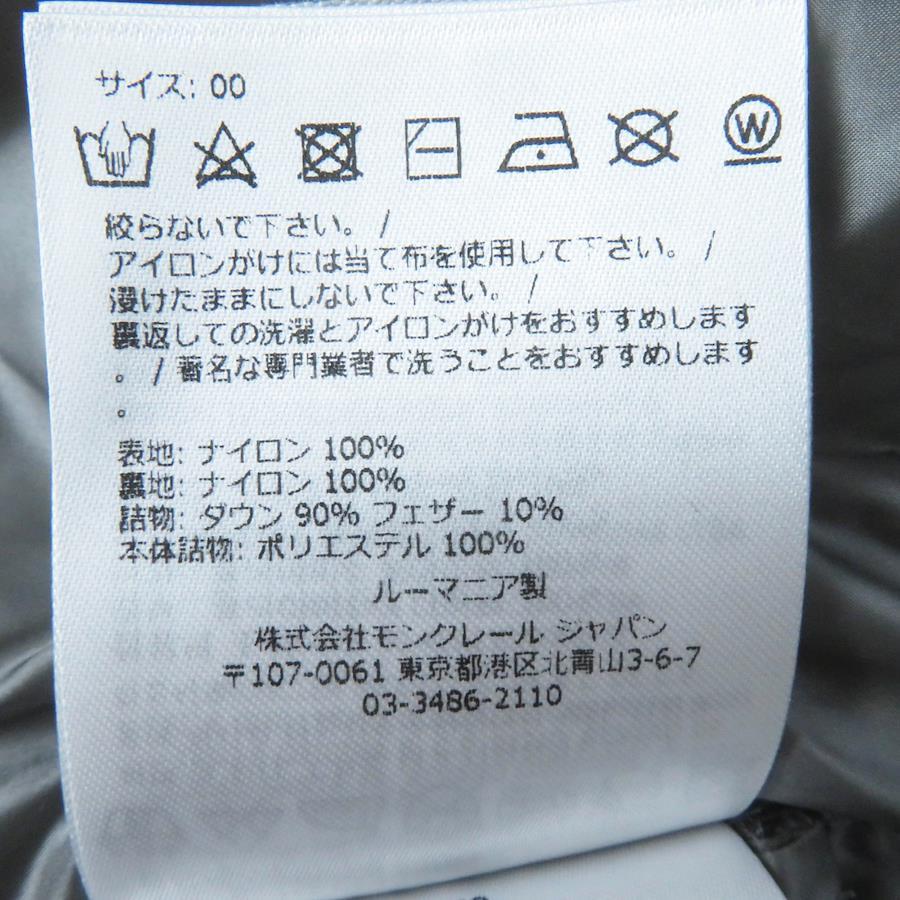 サイズ: 00
W
絞らないで下さい。 /
アイロンがけには当て布を使用して下さい。 /
浸けたままにしないで下さい。 /
裏返しての洗濯とアイロンがけをおすすめします
。 / 著名な専門業者で洗うことをおすすめします
。
表地: ナイロン 100%
裏地: ナイロン 100%
詰物: ダウン 90% フェザー 10%
本体詰物: ポリエステル 100%
ルーマニア製
株式会社モンクレール ジャパン
〒107-0061 東京都港区北青山3-6-7
03-3486-2110